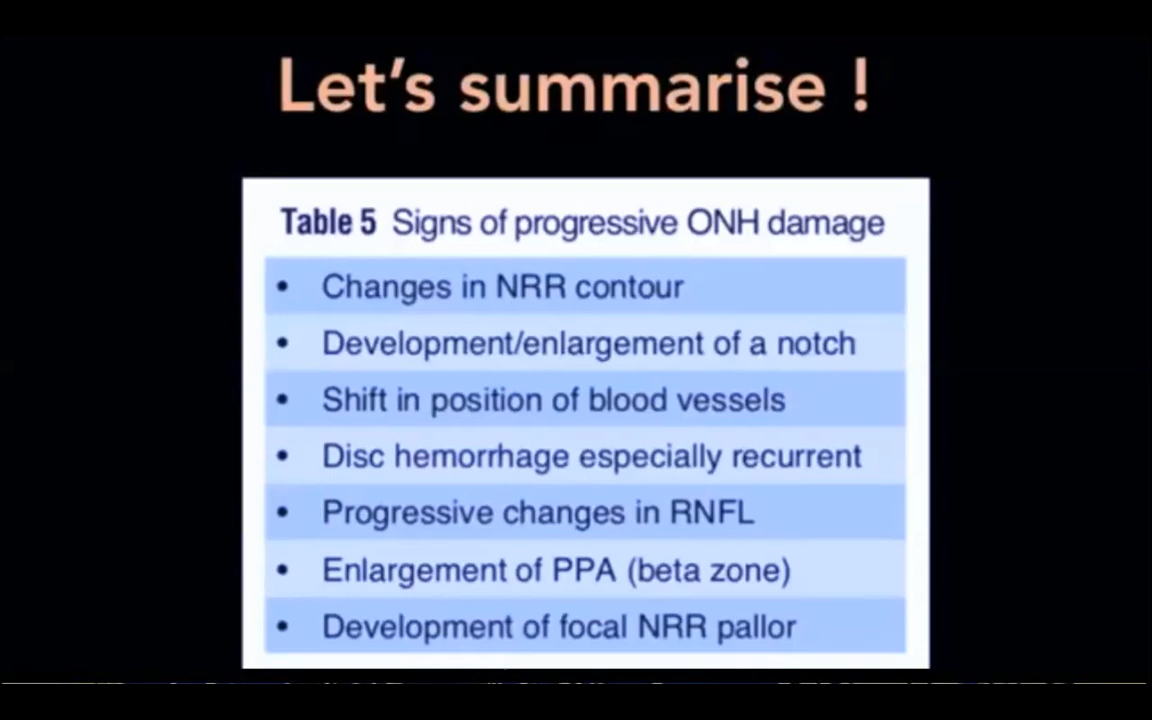 Let's summarise !
Table 5 Signs of progressive ONH damage
• Changes in NRR contour
• Development/enlargement of a notch
• Shift in position of blood vessels
• Disc hemorrhage especially recurrent
• Progressive changes in RNFL
• Enlargement of PPA (beta zone)
• Development of focal NRR pallor